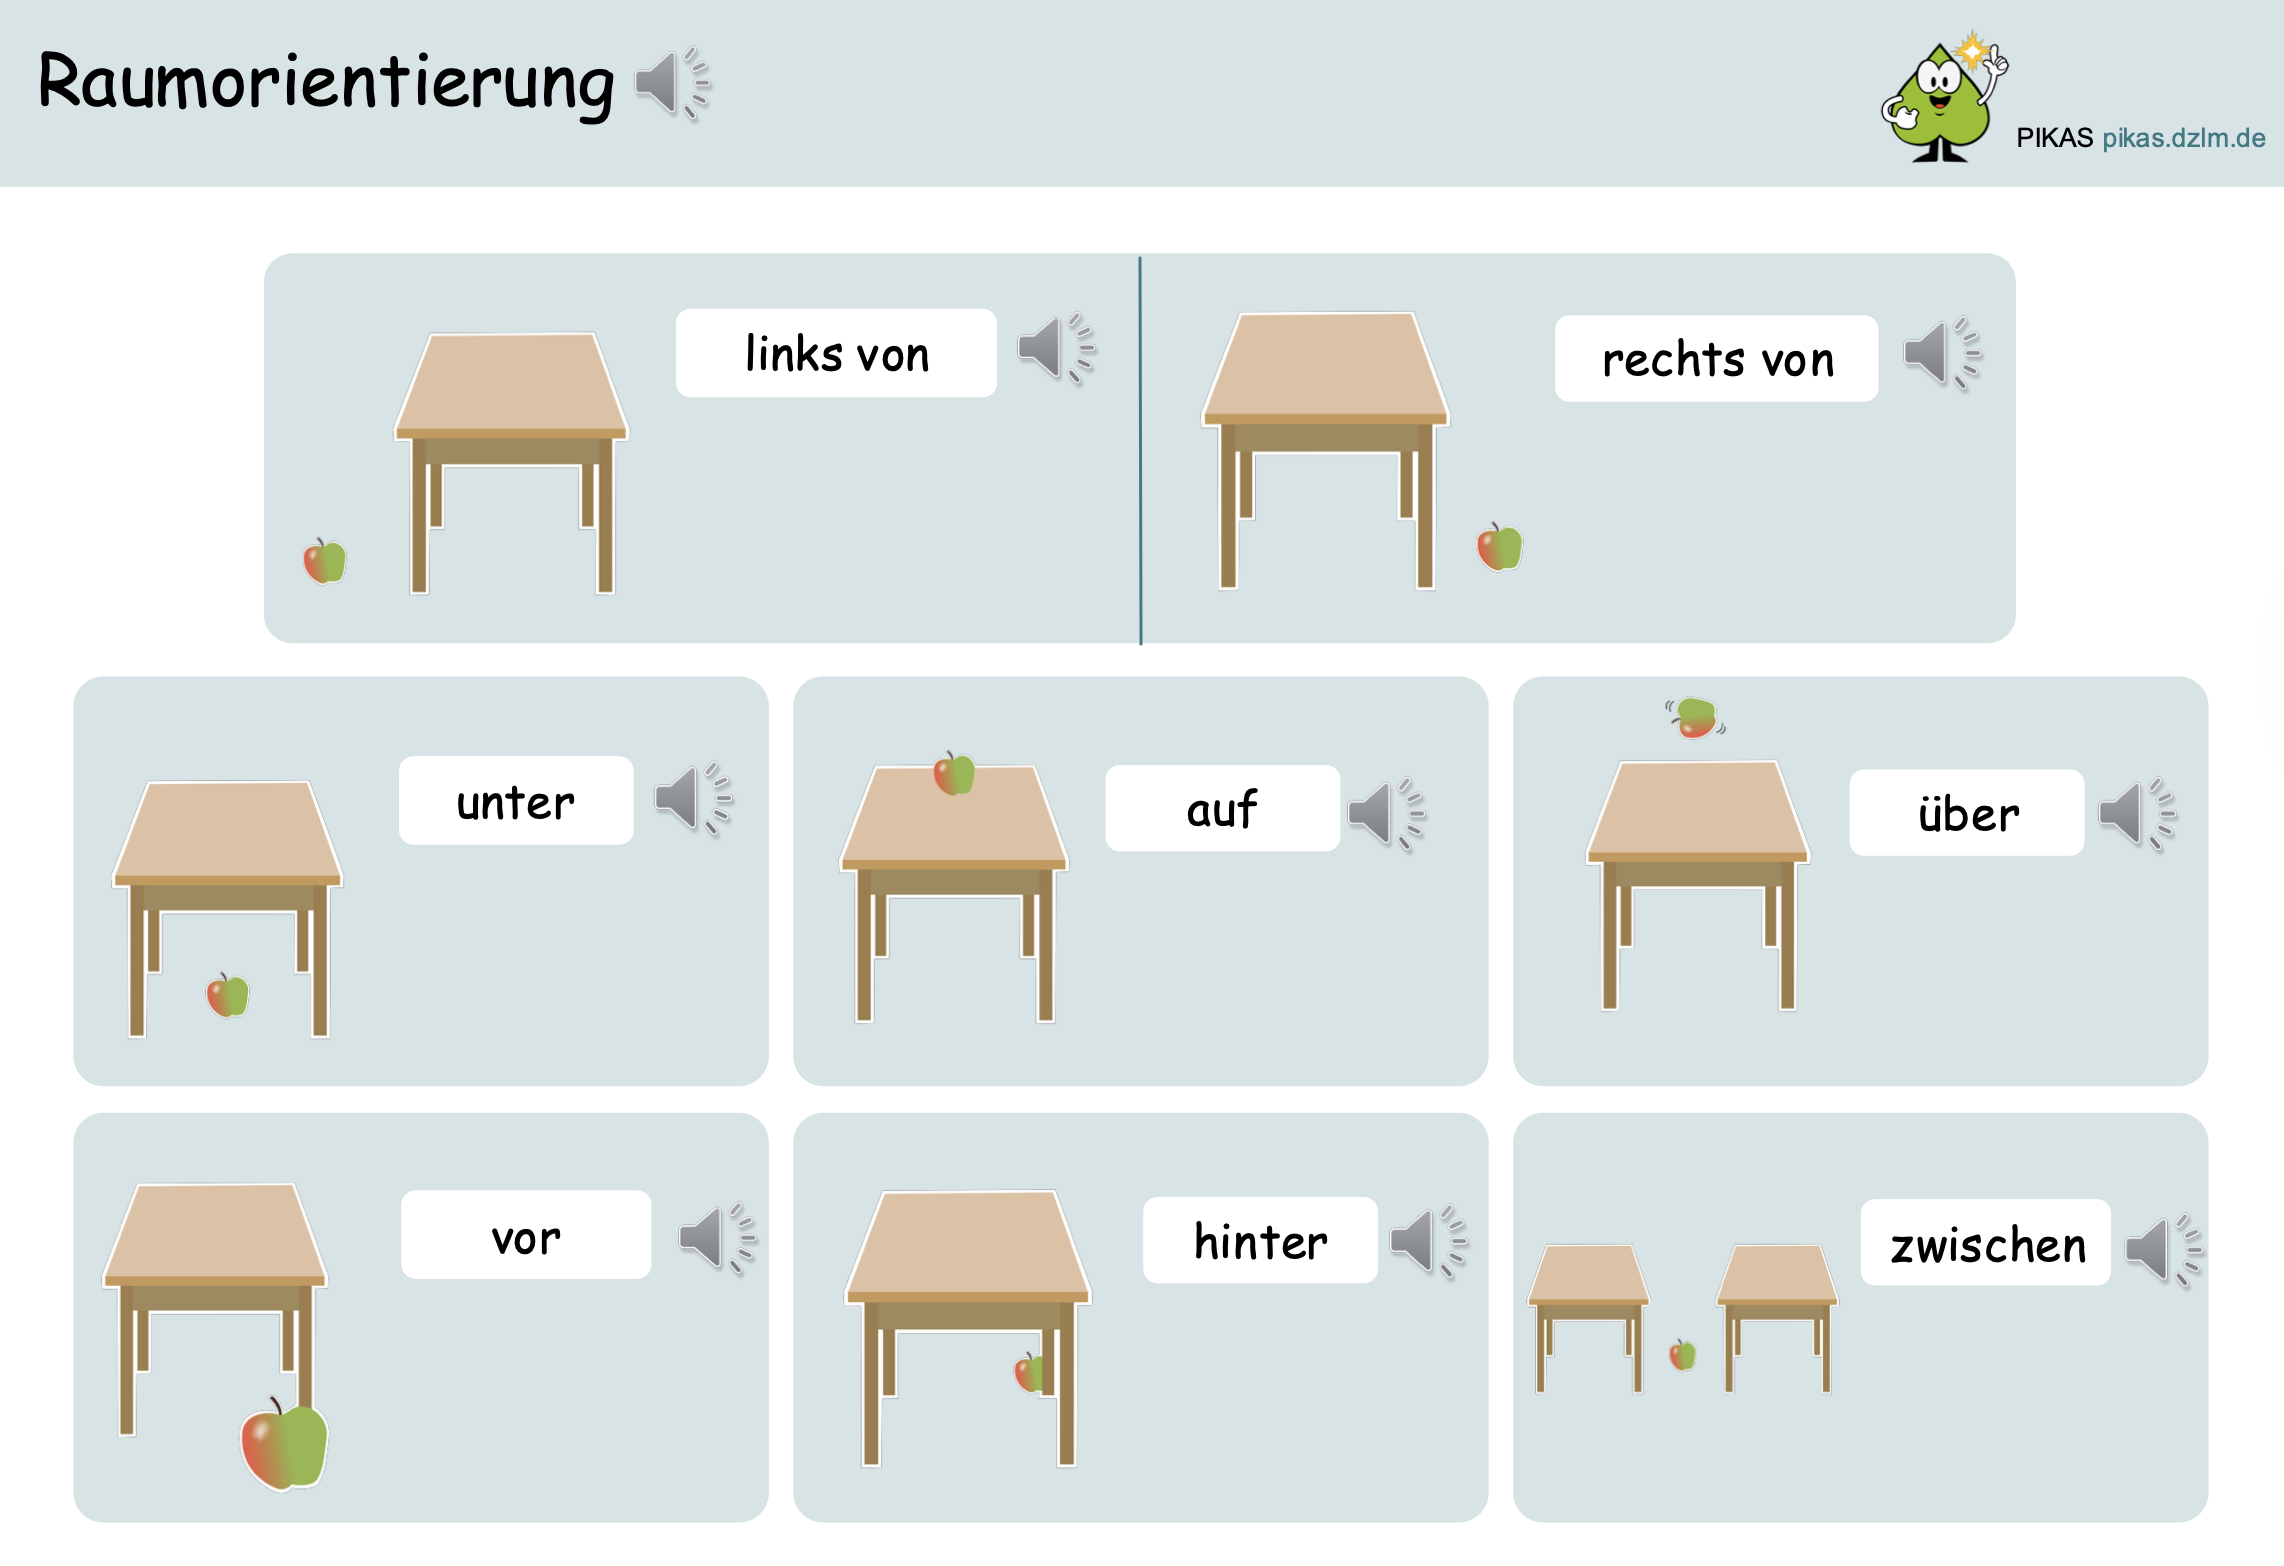 Raumorientierung
PIKAS pikas.dzlm.de
links von
rechts von
unter
auf
über
vor
hinter
zwischen